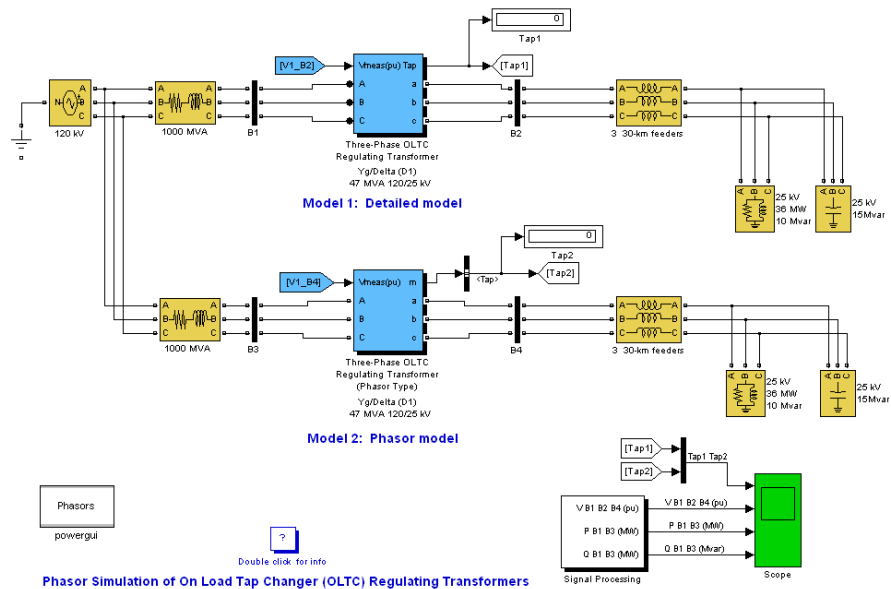 0
Tap1
[V_B2]
Vmeas(pu) Tap
[Tap1]
A
B
C
a
b
c
N
A
B
C
120 kV
A
B
C
A
B
C
1000 MVA
B1
B2
A
B
C
A
B
C
3 30-km feeders
Three-Phase OLTC
Regulating Transformer
Yg/Delta (D1)
47 MVA 120/25 kV
Model 1: Detailed model
A B C
25 kV
36 MW
10 Mvar
A B C
25 kV
15Mvar
0
Tap2
[V1_B4]
Vmeas(pu) m
<Tap>
[Tap2]
A
B
C
a
b
c
A
B
C
A
B
C
1000 MVA
B3
B4
A
B
C
A
B
C
3 30-km feeders
Three-Phase OLTC
Regulating Transformer
(Phasor Type)
Yg/Delta (D1)
47 MVA 120/25 kV
Model 2: Phasor model
A B C
25 kV
36 MW
10 Mvar
A B C
25 kV
15Mvar
[Tap1]
[Tap2]
Tap1 Tap2
V B1 B2 B4 (pu)
P B1 B3 (MW)
Q B1 B3 (MW)
Signal Processing
V B1 B2 B4 (pu)
P B1 B3 (MW)
Q B1 B3 (Mvar)
Scope
Phasors
powergui
?
Double click for info
Phasor Simulation of On Load Tap Changer (OLTC) Regulating Transformers